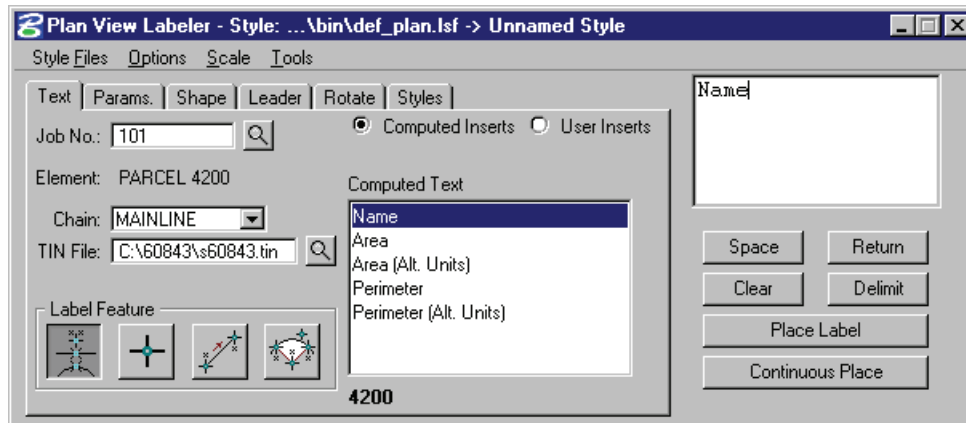 Plan View Labeler - Style: ...\bin\def_plan.lsf -> Unnamed Style
Style Files Options Scale Tools
Text Params. Shape Leader Rotate Styles
Job No.: 101
Computed Inserts User Inserts
Element: PARCEL 4200
Chain: MAINLINE
TIN File: C:\60843\s60843.tin
Label Feature
Computed Text
Name
Area
Area (Alt. Units)
Perimeter
Perimeter (Alt. Units)
4200
Name
Space Return
Clear Delimit
Place Label
Continuous Place